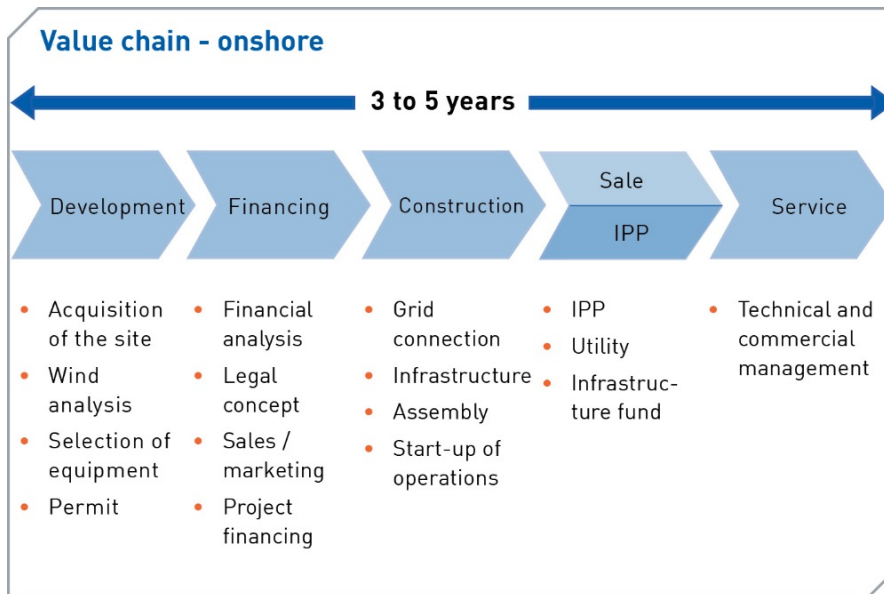 Value chain - onshore
3 to 5 years
Development
Financing
Construction
Sale
IPP
Service
• Acquisition
of the site
• Wind
analysis
• Selection of
equipment
• Permit
• Financial
analysis
• Legal
concept
• Sales /
marketing
• Project
financing
• Grid
connection
• Infrastructure
• Assembly
• Start-up of
operations
• IPP
• Utility
• Infrastruc-
ture fund
• Technical and
commercial
management